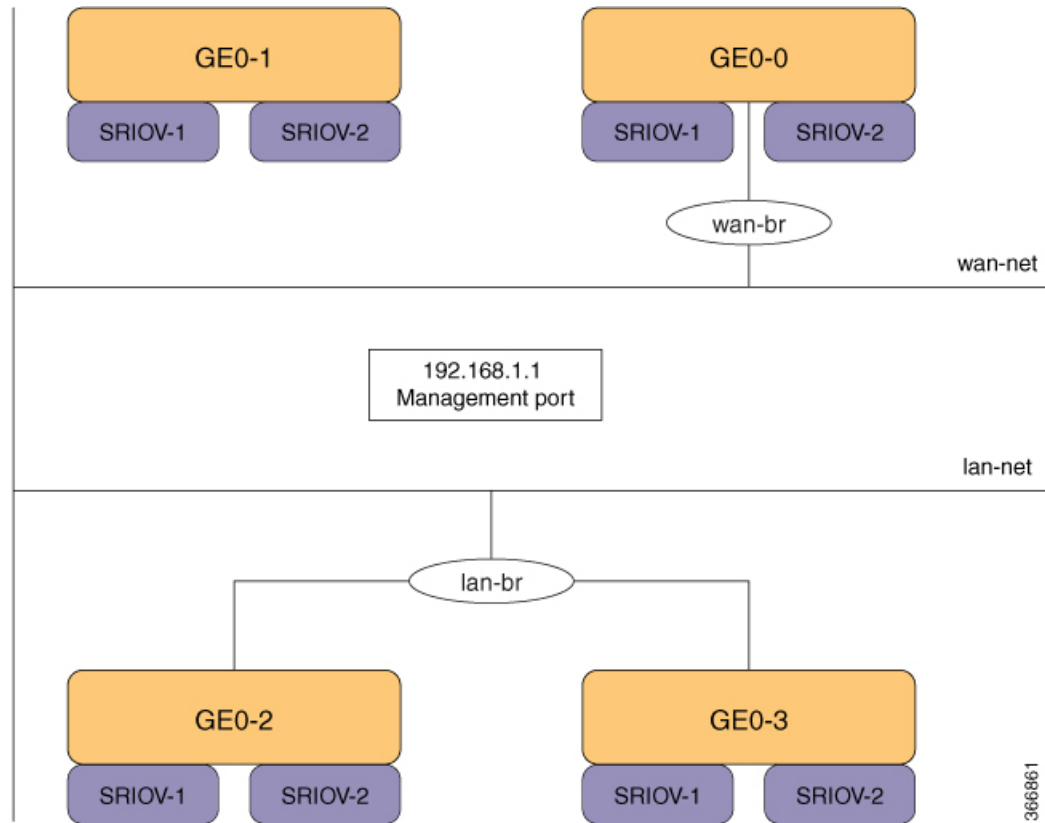 GE0-1
GE0-0
SRIOV-1
SRIOV-2
SRIOV-1
SRIOV-2
wan-br
wan-net
192.168.1.1
Management port
lan-net
lan-br
GE0-2
GE0-3
SRIOV-1
SRIOV-2
SRIOV-1
SRIOV-2
366861